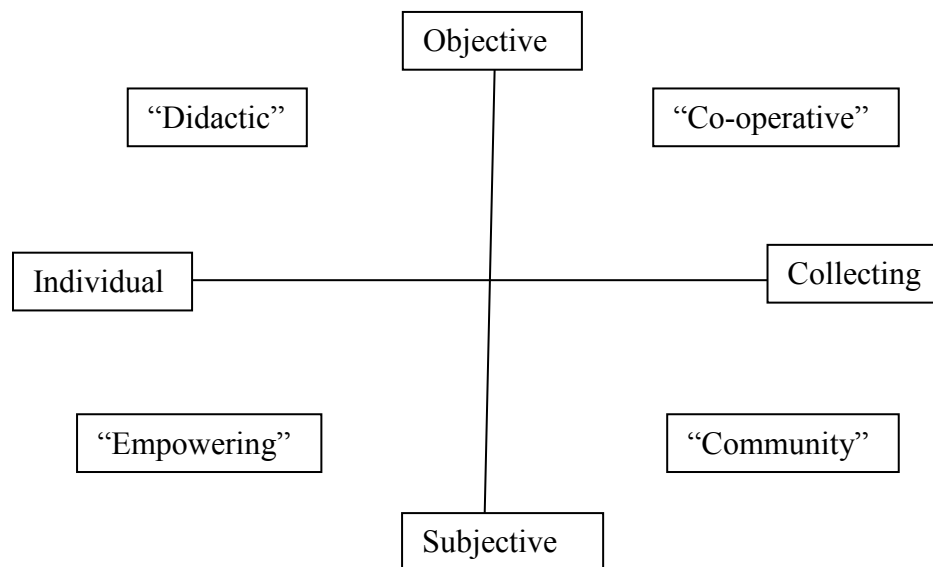 Objective
“Didactic”
“Co-operative”
Individual
Collecting
“Empowering”
“Community”
Subjective